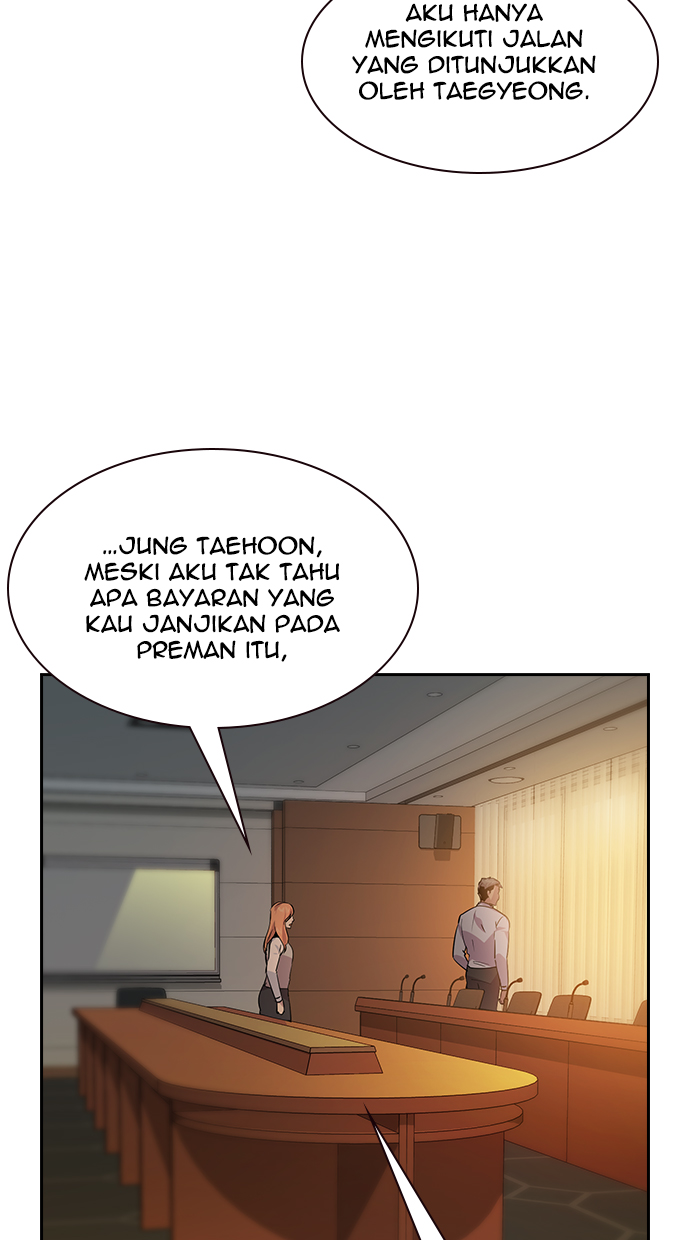 AKU HANYA
MENGIKUTI JALAN
YANG DITUNJUKKAN
OLEH TAEGYEONG.
...JUNG TAEHOON,
MESKI AKU TAK TAHU
APA BAYARAN YANG
KAU JANJIKAN PADA
PREMAN ITU,